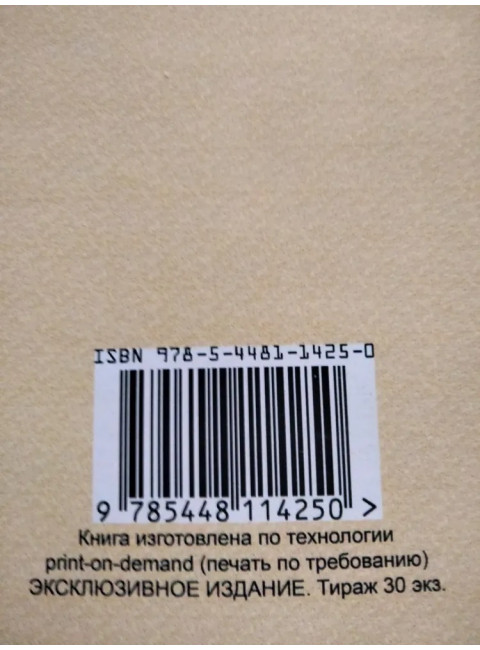 ISBN 978-5-4481-1425-0
9 785448 114250 >
Книга изготовлена по технологии
print-on-demand (печать по требованию)
ЭКСКЛЮЗИВНОЕ ИЗДАНИЕ. Тираж 30 экз.